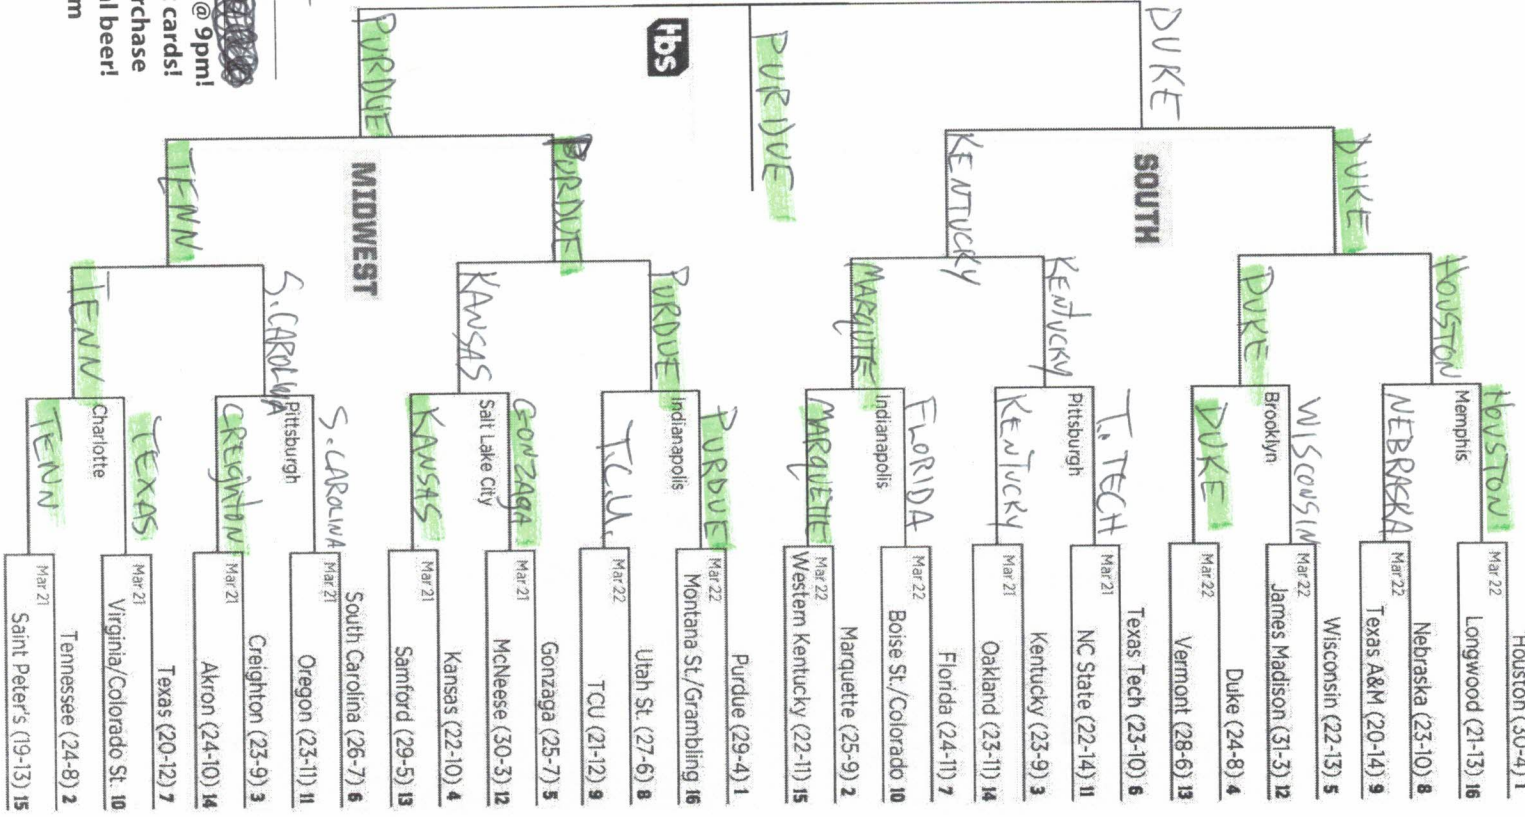 @ 9pm!
cards!
rchase
al beer!
m
tbs
PURDUE
SOUTH
DUKE
DUKE
KENTUCKY
HOUSTON
DUKE
KENTUCKY
MARQUTE
HOUSTON
Memphis
NEBRASKA
WISCONSIN
Brooklyn
DUKE
T. TECH
Pittsburgh
KENTUCKY
FLORIDA
Indianapolis
MARQUETTE
Houston (30-4) 1
Mar 22
Longwood (21-13) 16
Nebraska (23-10) 8
Mar 22
Texas A&M (20-14) 9
Wisconsin (22-13) 5
Mar 22
James Madison (31-3) 12
Duke (24-8) 4
Mar 22
Vermont (28-6) 13
Texas Tech (23-10) 6
Mar 21
NC State (22-14) 11
Kentucky (23-9) 3
Mar 21
Oakland (23-11) 14
Florida (24-11) 7
Mar 22
Boise St./Colorado 10
Marquette (25-9) 2
Mar 22
Western Kentucky (22-11) 15
MIDWEST
PURDUE
PURDUE
TENN
PURDUE
KANSAS
S. CAROLINA
TENN
PURDUE
Indianapolis
T.C.U.
GONZAGA
Salt Lake City
KANSAS
S. CAROLINA
Pittsburgh
CREIGHTON
TEXAS
Charlotte
TENN
Purdue (29-4) 1
Mar 22
Montana St./Grambling 16
Utah St. (27-6) 8
Mar 22
TCU (21-12) 9
Gonzaga (25-7) 5
Mar 21
McNeese (30-3) 12
Kansas (22-10) 4
Mar 21
Samford (29-5) 13
South Carolina (26-7) 6
Mar 21
Oregon (23-11) 11
Creighton (23-9) 3
Mar 21
Akron (24-10) 14
Texas (20-12) 7
Mar 21
Virginia/Colorado St. 10
Tennessee (24-8) 2
Mar 21
Saint Peter's (19-13) 15